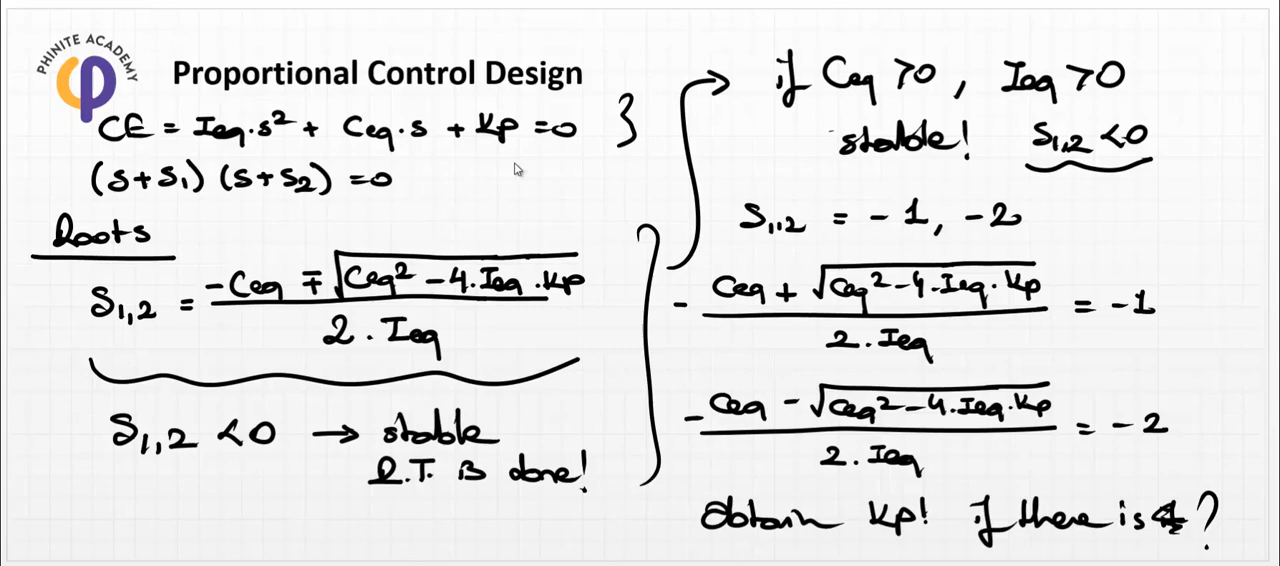 PHINITE ACADEMY
Proportional Control Design
CE = Ieq·s² + Ceq·s + Kp = 0 }
(s+s₁) (s+s₂) = 0
Roots
S₁,₂ = (-Ceq ∓ √(Ceq² - 4·Ieq·Kp)) / (2·Ieq)
S₁,₂ < 0 → stable
R.T. is done!
if Ceq > 0, Ieq > 0
stable! S₁,₂ < 0
S₁,₂ = -1, -2
- (Ceq + √(Ceq² - 4·Ieq·Kp)) / (2·Ieq) = -1
- (Ceq - √(Ceq² - 4·Ieq·Kp)) / (2·Ieq) = -2
obtain Kp! if there is ?